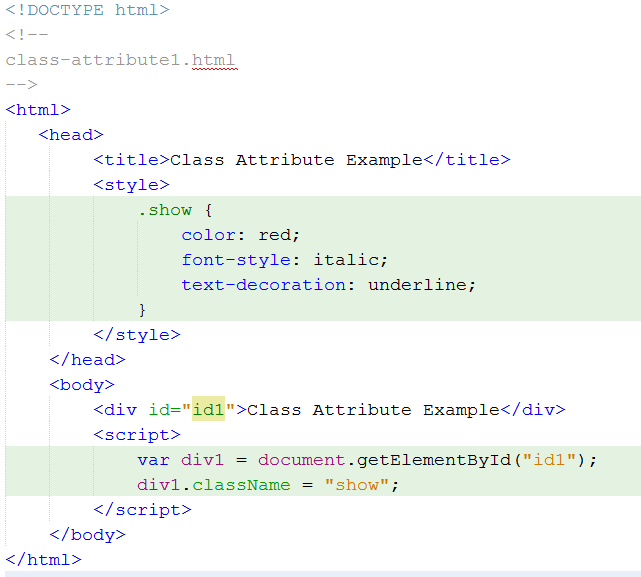 <!DOCTYPE html>
<!--
class-attribute1.html
-->
<html>
<head>
<title>Class Attribute Example</title>
<style>
.show {
color: red;
font-style: italic;
text-decoration: underline;
}
</style>
</head>
<body>
<div id="id1">Class Attribute Example</div>
<script>
var div1 = document.getElementById("id1");
div1.className = "show";
</script>
</body>
</html>